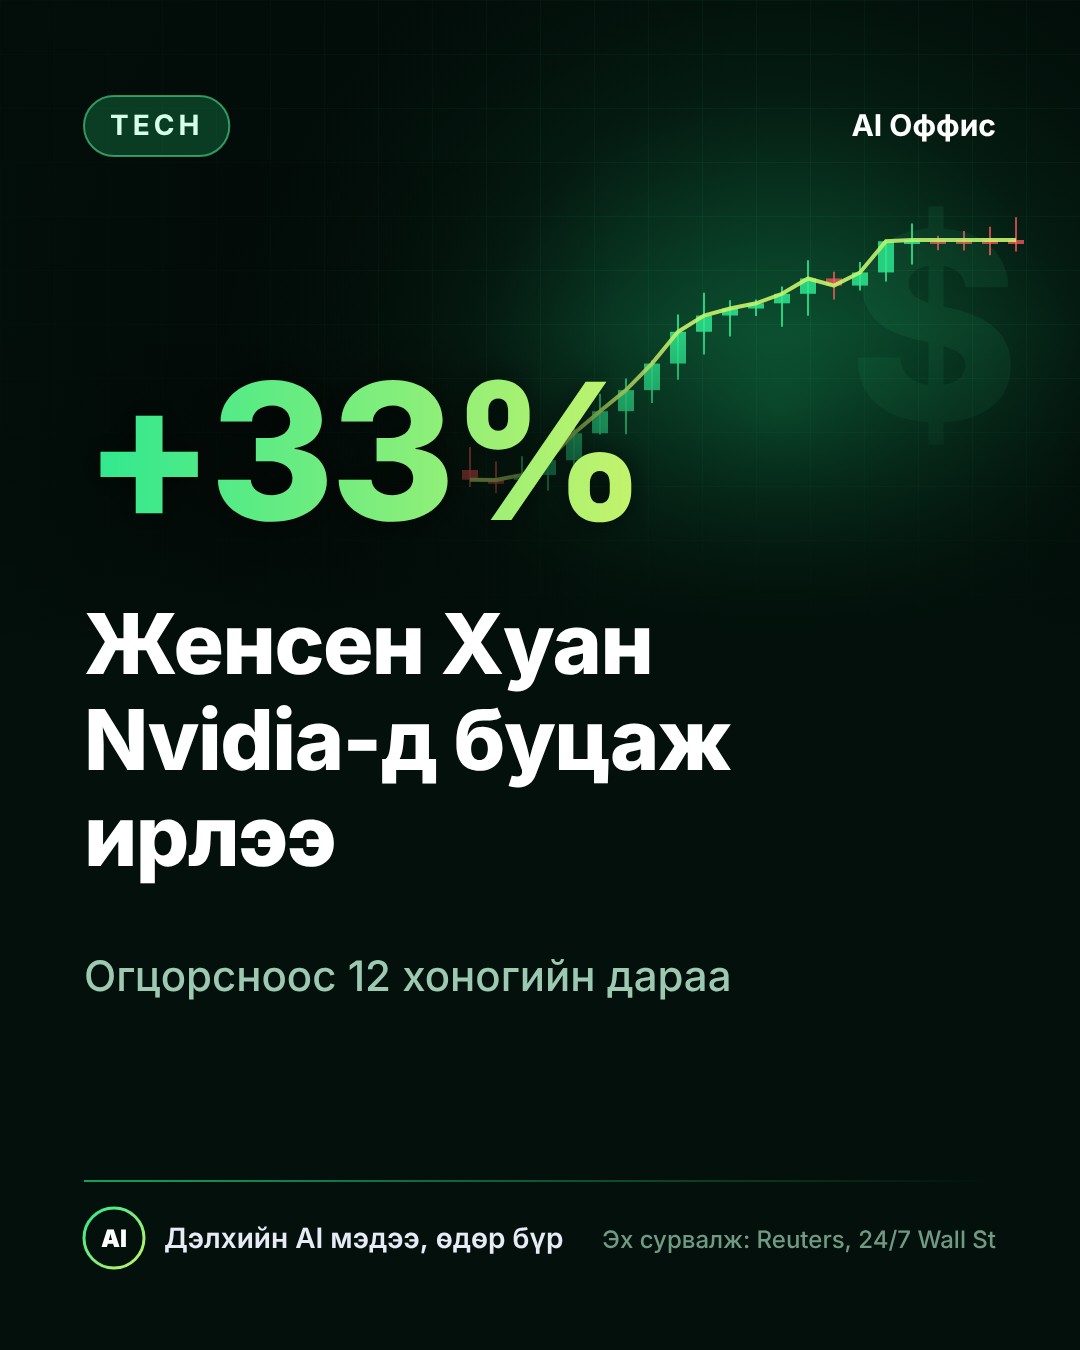 TECH
AI Оффис
$
+33%
Женсен Хуан
Nvidia-д буцаж
ирлээ
Огцорсноос 12 хоногийн дараа
AI
Дэлхийн AI мэдээ, өдөр бүр
Эх сурвалж: Reuters, 24/7 Wall St